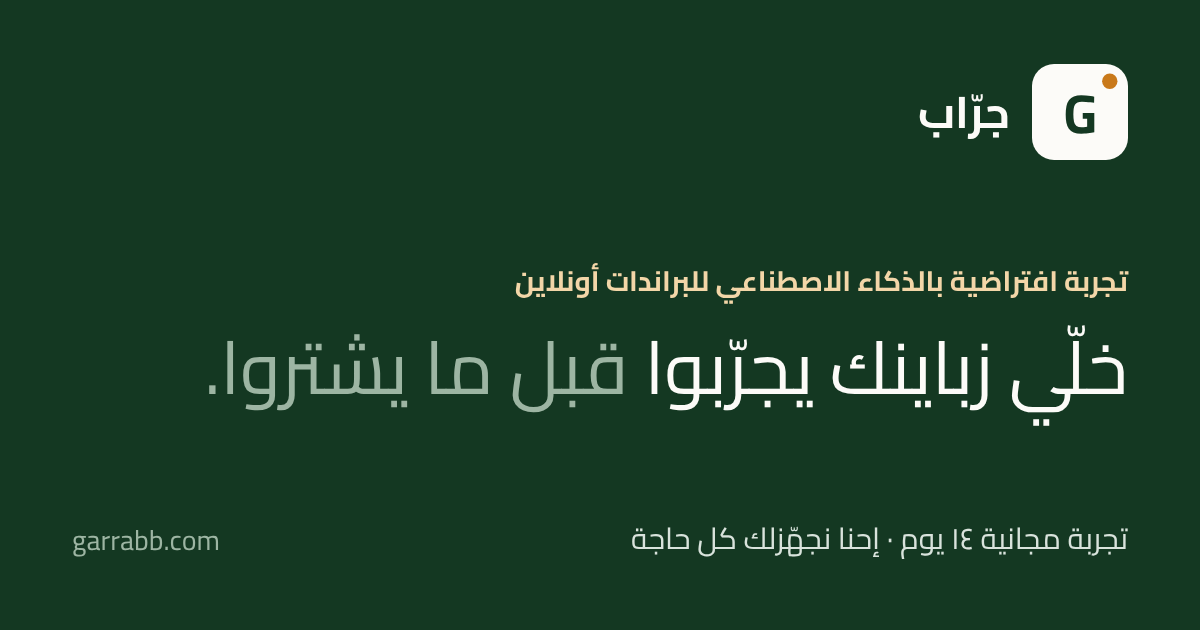 G
جرّاب
تجربة افتراضية بالذكاء الاصطناعي للبراندات أونلاين
خلّي زباينك يجرّبوا قبل ما يشتروا.
تجربة مجانية ١٤ يوم · إحنا نجهّزلك كل حاجة
garrabb.com